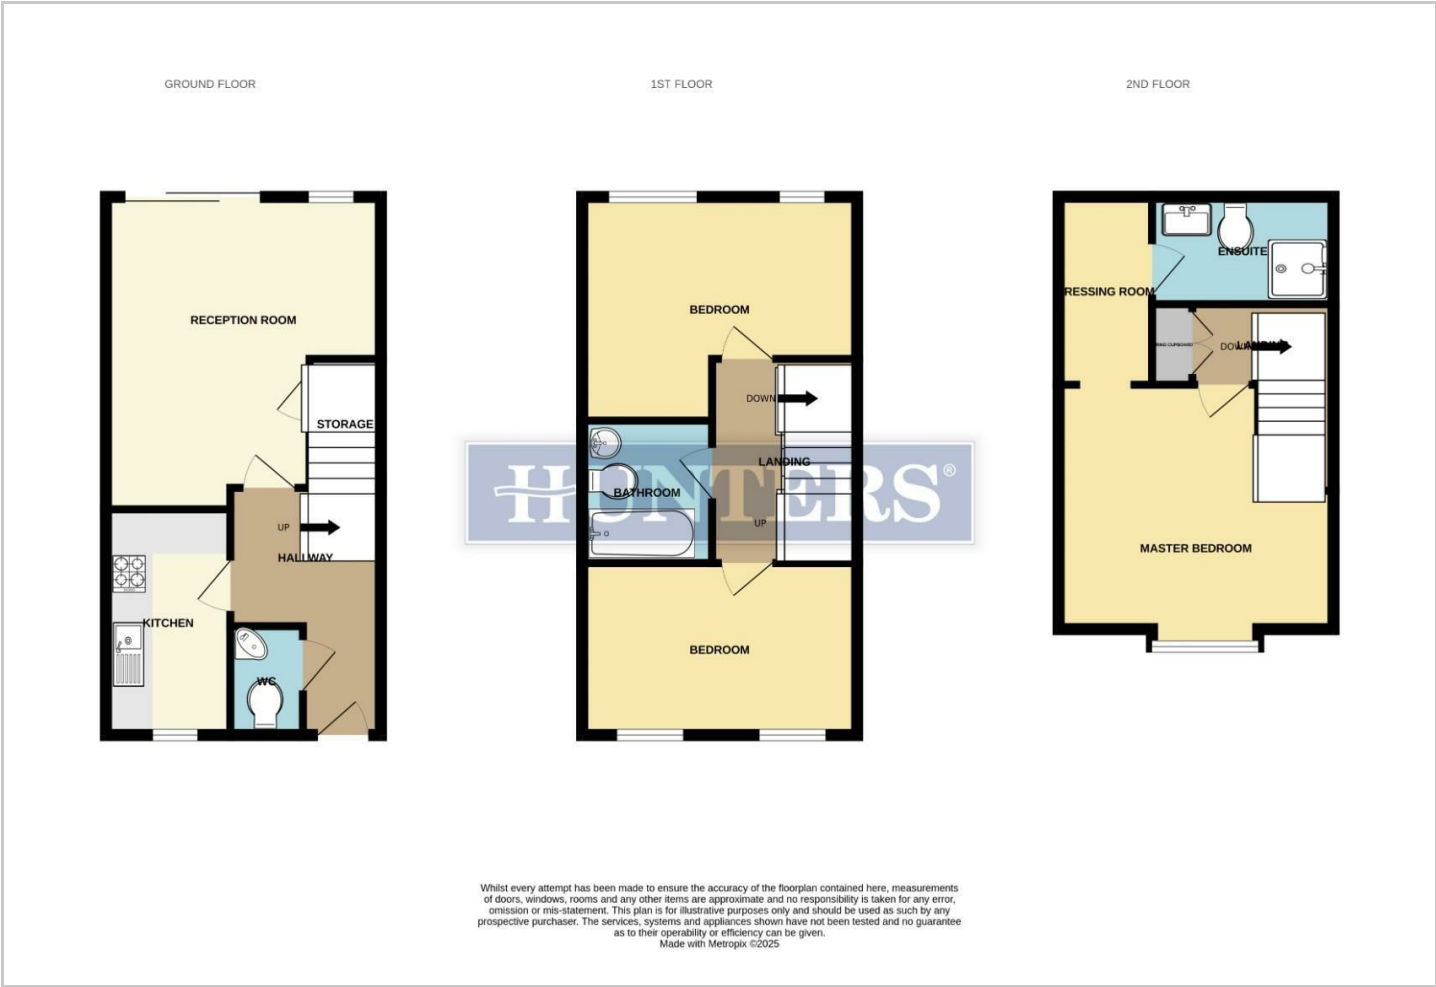 GROUND FLOOR
1ST FLOOR
2ND FLOOR
RECEPTION ROOM
STORAGE
UP
HALLWAY
KITCHEN
WC
BEDROOM
DOWN
LANDING
BATHROOM
UP
BEDROOM
HUNTERS®
ENSUITE
RESSING ROOM
CUPBOARD
DOWN
LANDING
MASTER BEDROOM
Whilst every attempt has been made to ensure the accuracy of the floorplan contained here, measurements
of doors, windows, rooms and any other items are approximate and no responsibility is taken for any error,
omission or mis-statement. This plan is for illustrative purposes only and should be used as such by any
prospective purchaser. The services, systems and appliances shown have not been tested and no guarantee
as to their operability or efficiency can be given.
Made with Metropix ©2025